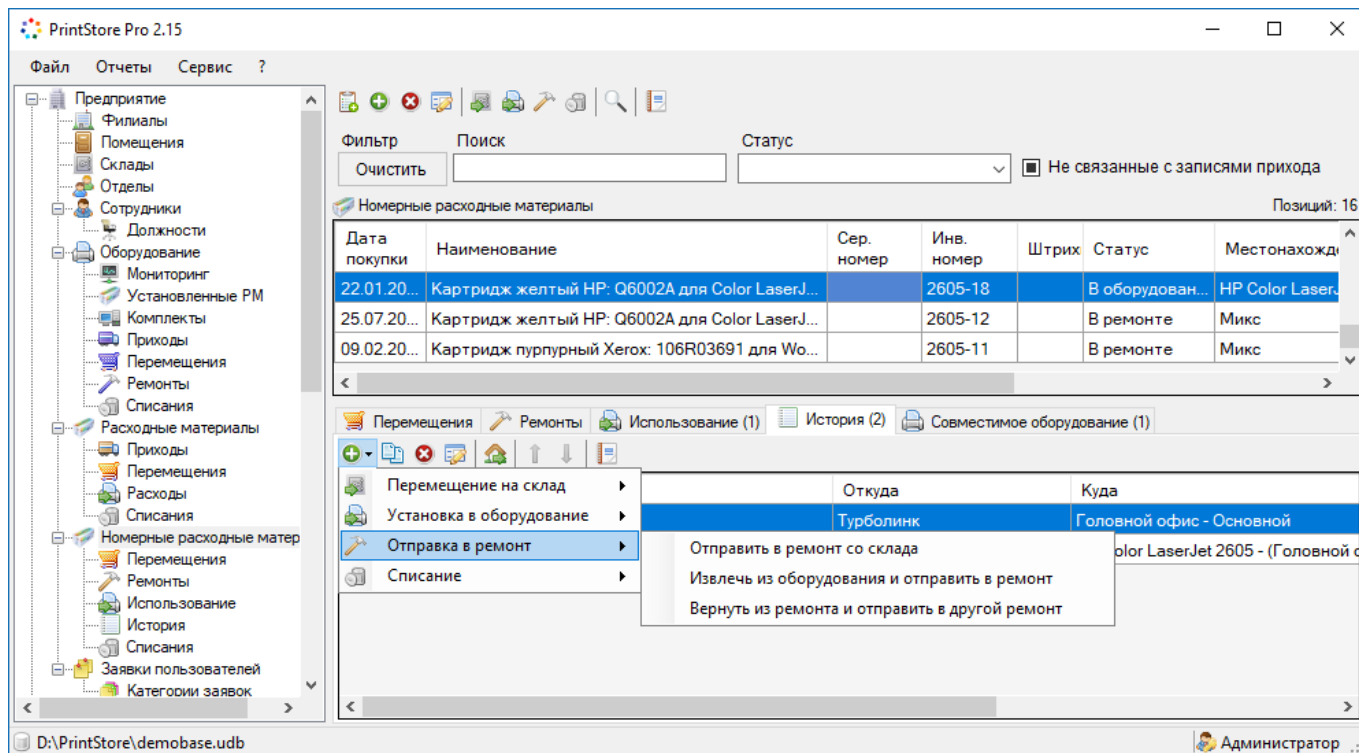 PrintStore Pro 2.15
Файл Отчеты Сервис ?
Предприятие
Филиалы
Помещения
Склады
Отделы
Сотрудники
Должности
Оборудование
Мониторинг
Установленные РМ
Комплекты
Приходы
Перемещения
Ремонты
Списания
Расходные материалы
Приходы
Перемещения
Расходы
Списания
Номерные расходные матер
Перемещения
Ремонты
Использование
История
Списания
Заявки пользователей
Категории заявок
Фильтр Поиск Статус
Очистить Не связанные с записями прихода
Номерные расходные материалы Позиций: 16
Дата покупки Наименование Сер. номер Инв. номер Штрих Статус Местонахожд
22.01.20... Картридж желтый HP: Q6002A для Color LaserJ... 2605-18 В оборудован... HP Color LaserJ
25.07.20... Картридж желтый HP: Q6002A для Color LaserJ... 2605-12 В ремонте Микс
09.02.20... Картридж пурпурный Xerox: 106R03691 для Wo... 2605-11 В ремонте Микс
Перемещения Ремонты Использование (1) История (2) Совместимое оборудование (1)
Откуда Куда
Турболинк Головной офис - Основной
olor LaserJet 2605 - (Головной о
Перемещение на склад
Установка в оборудование
Отправка в ремонт
Списание
Отправить в ремонт со склада
Извлечь из оборудования и отправить в ремонт
Вернуть из ремонта и отправить в другой ремонт
D:\PrintStore\demobase.udb Администратор